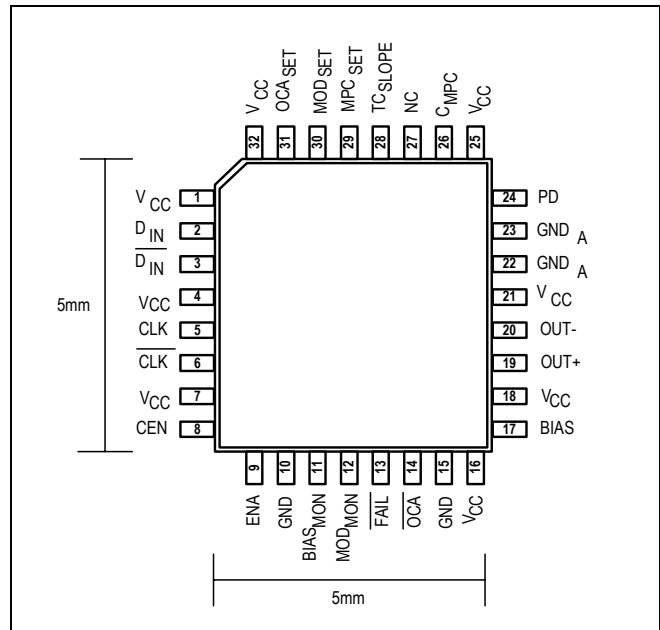 VCC
OCASET
MODSET
MPCSET
TCSLOPE
NC
CMPC
VCC
32
31
30
29
28
27
26
25
VCC 1
DIN 2
DIN 3
VCC 4
CLK 5
CLK 6
VCC 7
CEN 8
5mm
24 PD
23 GND A
22 GND A
21 VCC
20 OUT-
19 OUT+
18 VCC
17 BIAS
9
10
11
12
13
14
15
16
ENA
GND
BIASMON
MODMON
FAIL
OCA
GND
VCC
5mm